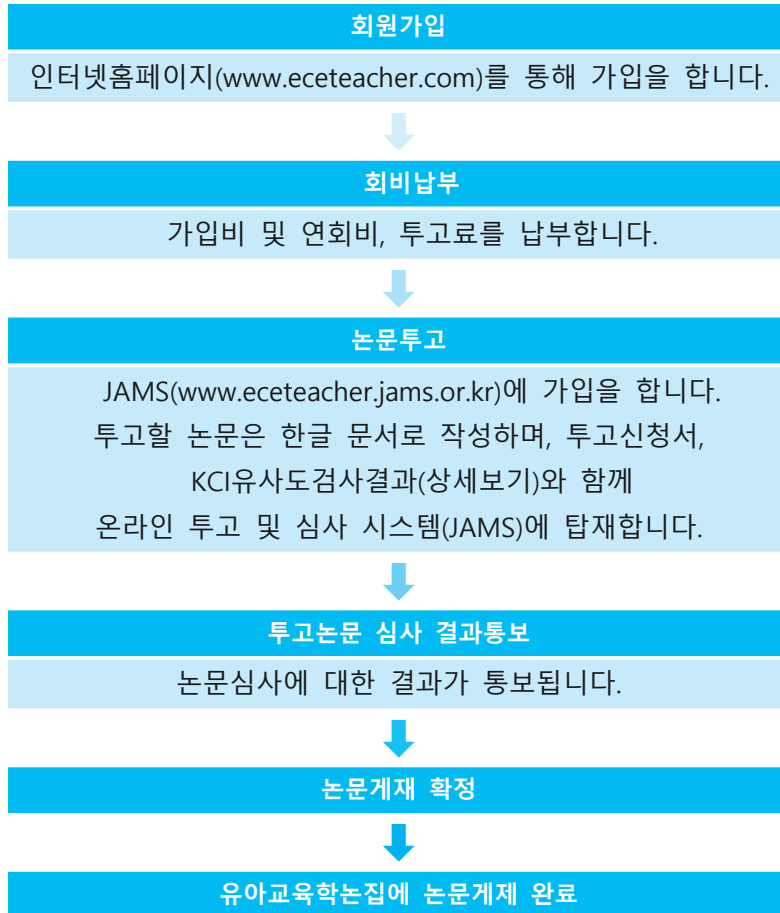 회원가입
인터넷홈페이지(www.eceteacher.com)를 통해 가입을 합니다.
회비납부
가입비 및 연회비, 투고료를 납부합니다.
논문투고
JAMS(www.eceteacher.jams.or.kr)에 가입을 합니다.
투고할 논문은 한글 문서로 작성하며, 투고신청서,
KCI유사도검사결과(상세보기)와 함께
온라인 투고 및 심사 시스템(JAMS)에 탑재합니다.
투고논문 심사 결과통보
논문심사에 대한 결과가 통보됩니다.
논문게재 확정
유아교육학논집에 논문게제 완료